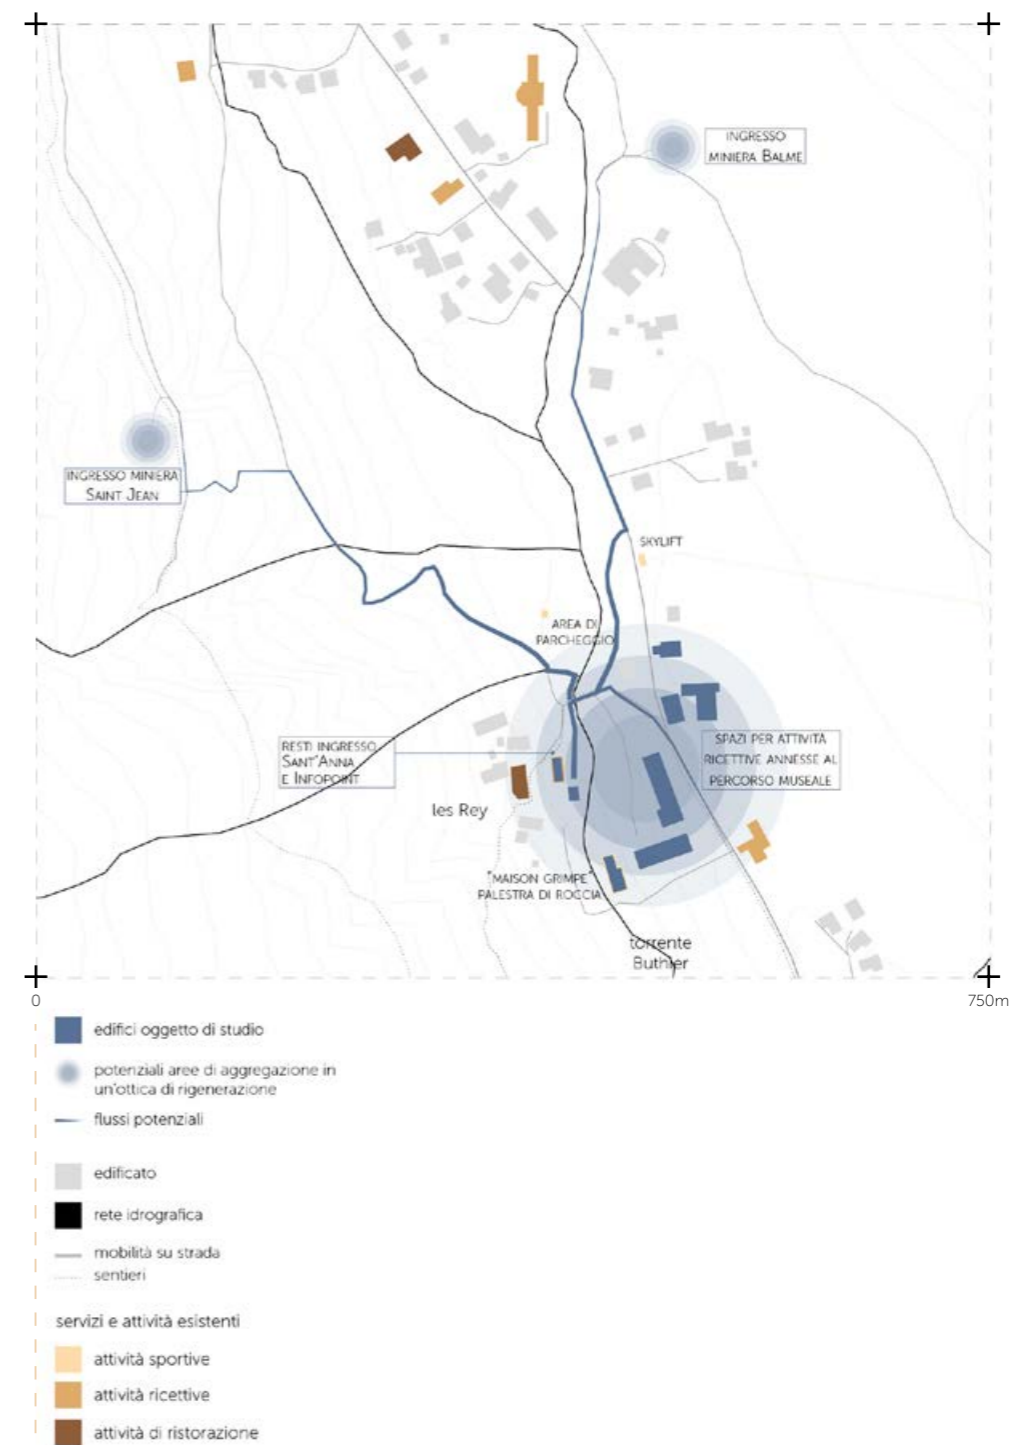 INGRESSO
MINIERA BALME
INGRESSO MINIERA
SAINT JEAN
SKYLIFT
AREA DI
PARCHEGGIO
RESTI INGRESSO
SANT'ANNA
E INFOPOINT
SPAZI PER ATTIVITÀ
RICETTIVE ANNESSE AL
PERCORSO MUSEALE
les Rey
"MAISON GRIMPE"
PALESTRA DI ROCCIA
torrente
Buthier
0
750m
edifici oggetto di studio
potenziali aree di aggregazione in
un'ottica di rigenerazione
flussi potenziali
edificato
rete idrografica
mobilità su strada
sentieri
servizi e attività esistenti
attività sportive
attività ricettive
attività di ristorazione